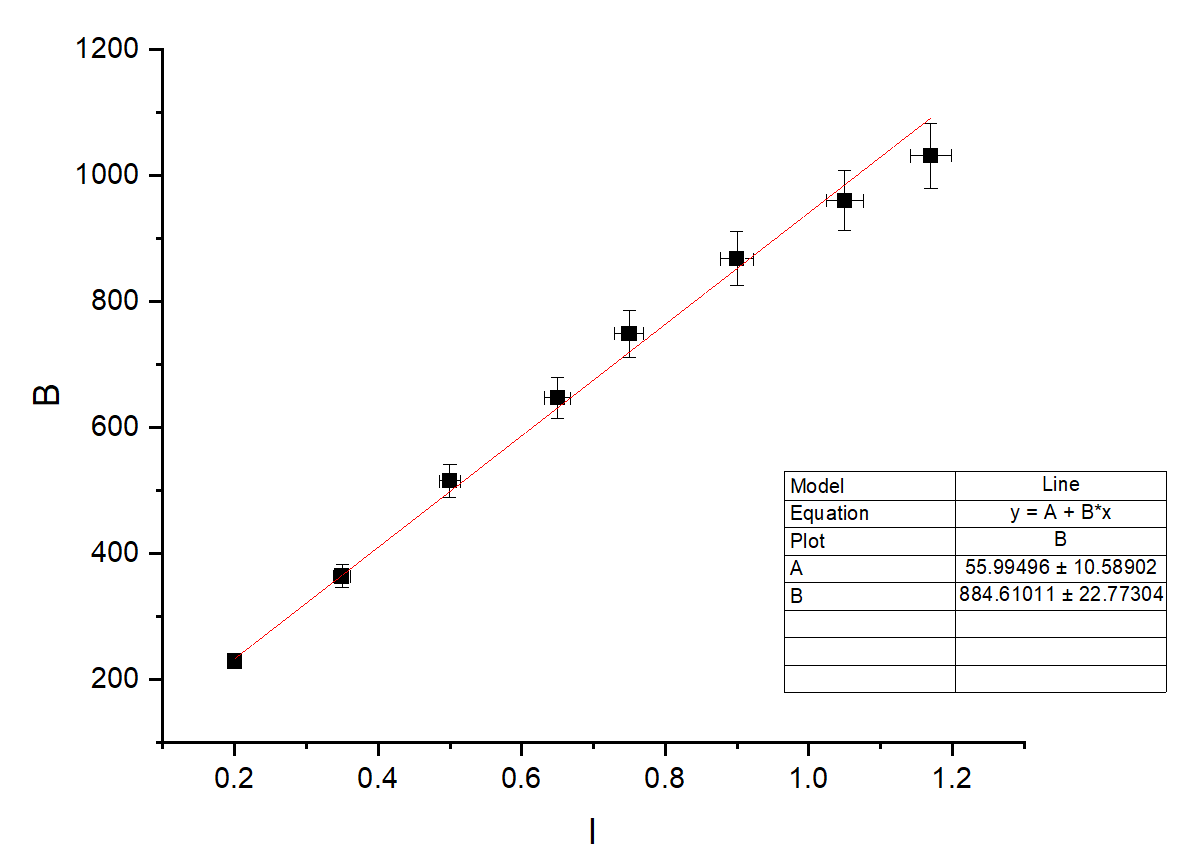 1200
1000
800
600
400
200
B
0.2 0.4 0.6 0.8 1.0 1.2
I
Model Line
Equation y = A + B*x
Plot B
A 55.99496 ± 10.58902
B 884.61011 ± 22.77304